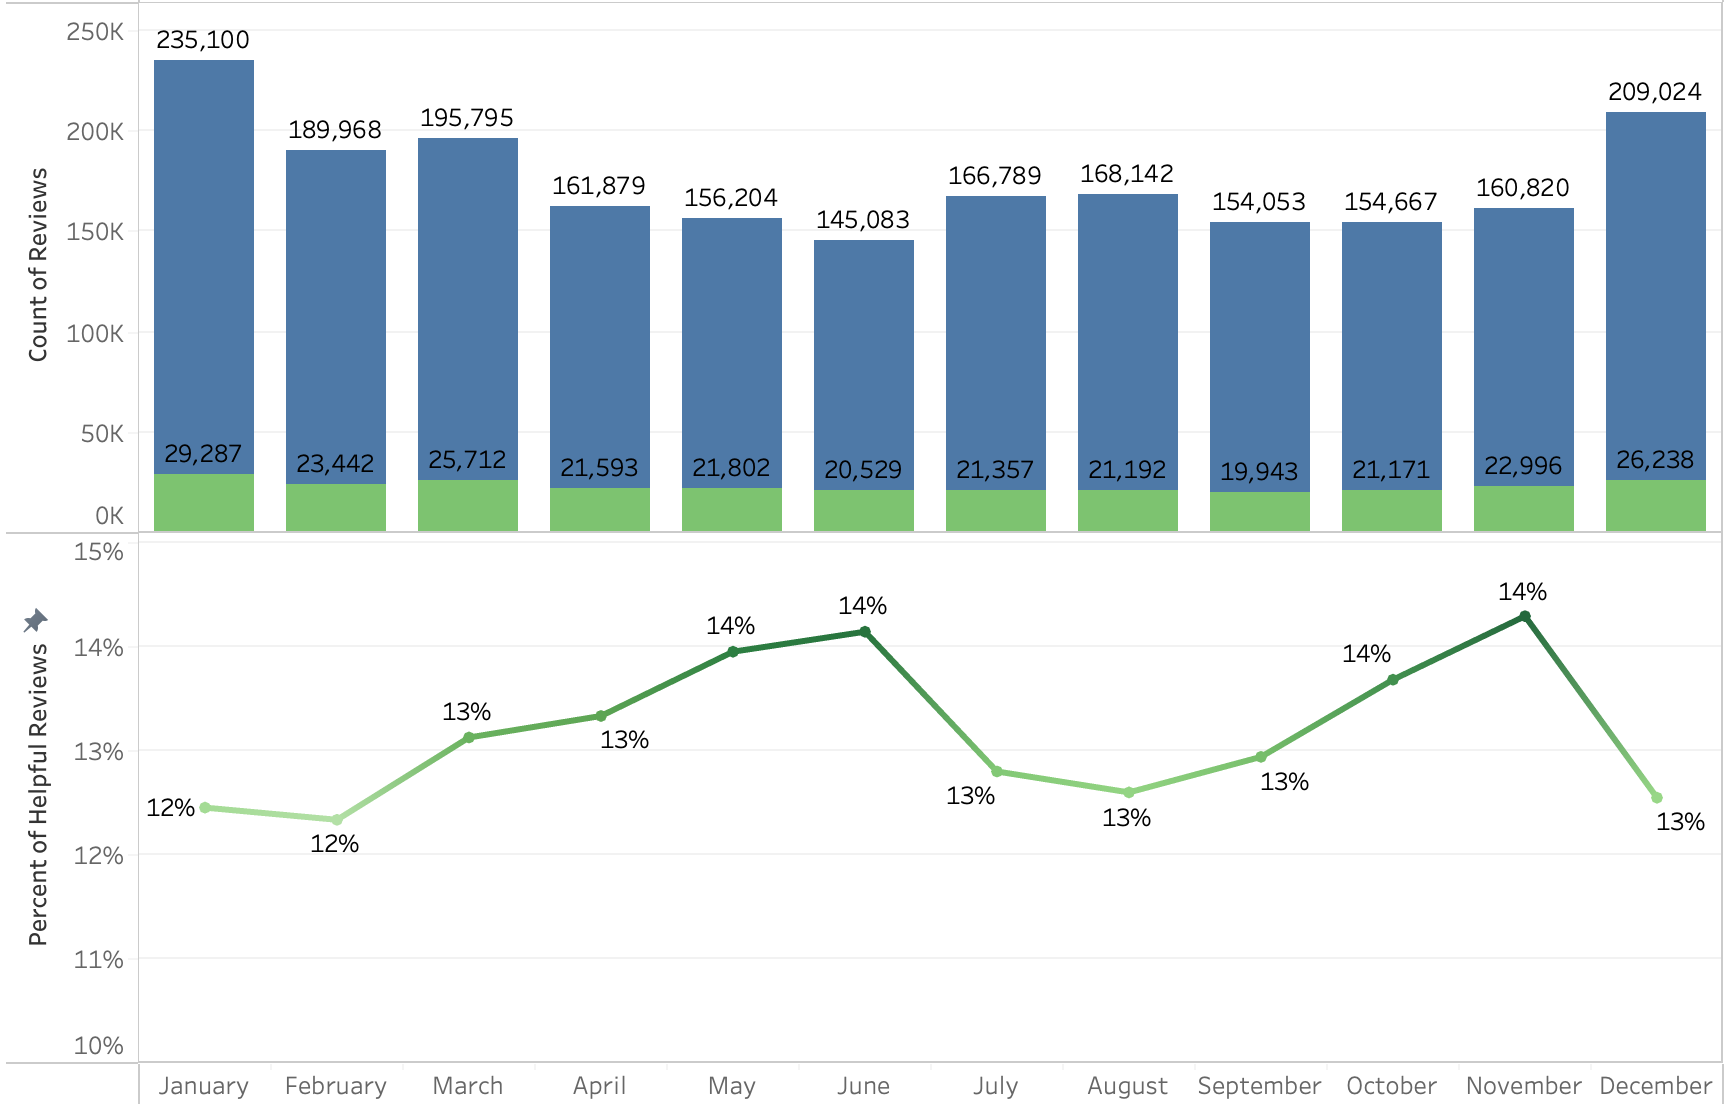 250K
200K
150K
100K
50K
0K
Count of Reviews
235,100
189,968
195,795
161,879
156,204
145,083
166,789
168,142
154,053
154,667
160,820
209,024
29,287
23,442
25,712
21,593
21,802
20,529
21,357
21,192
19,943
21,171
22,996
26,238
15%
14%
13%
12%
11%
10%
Percent of Helpful Reviews
12%
12%
13%
13%
14%
14%
13%
13%
13%
14%
14%
13%
January
February
March
April
May
June
July
August
September
October
November
December